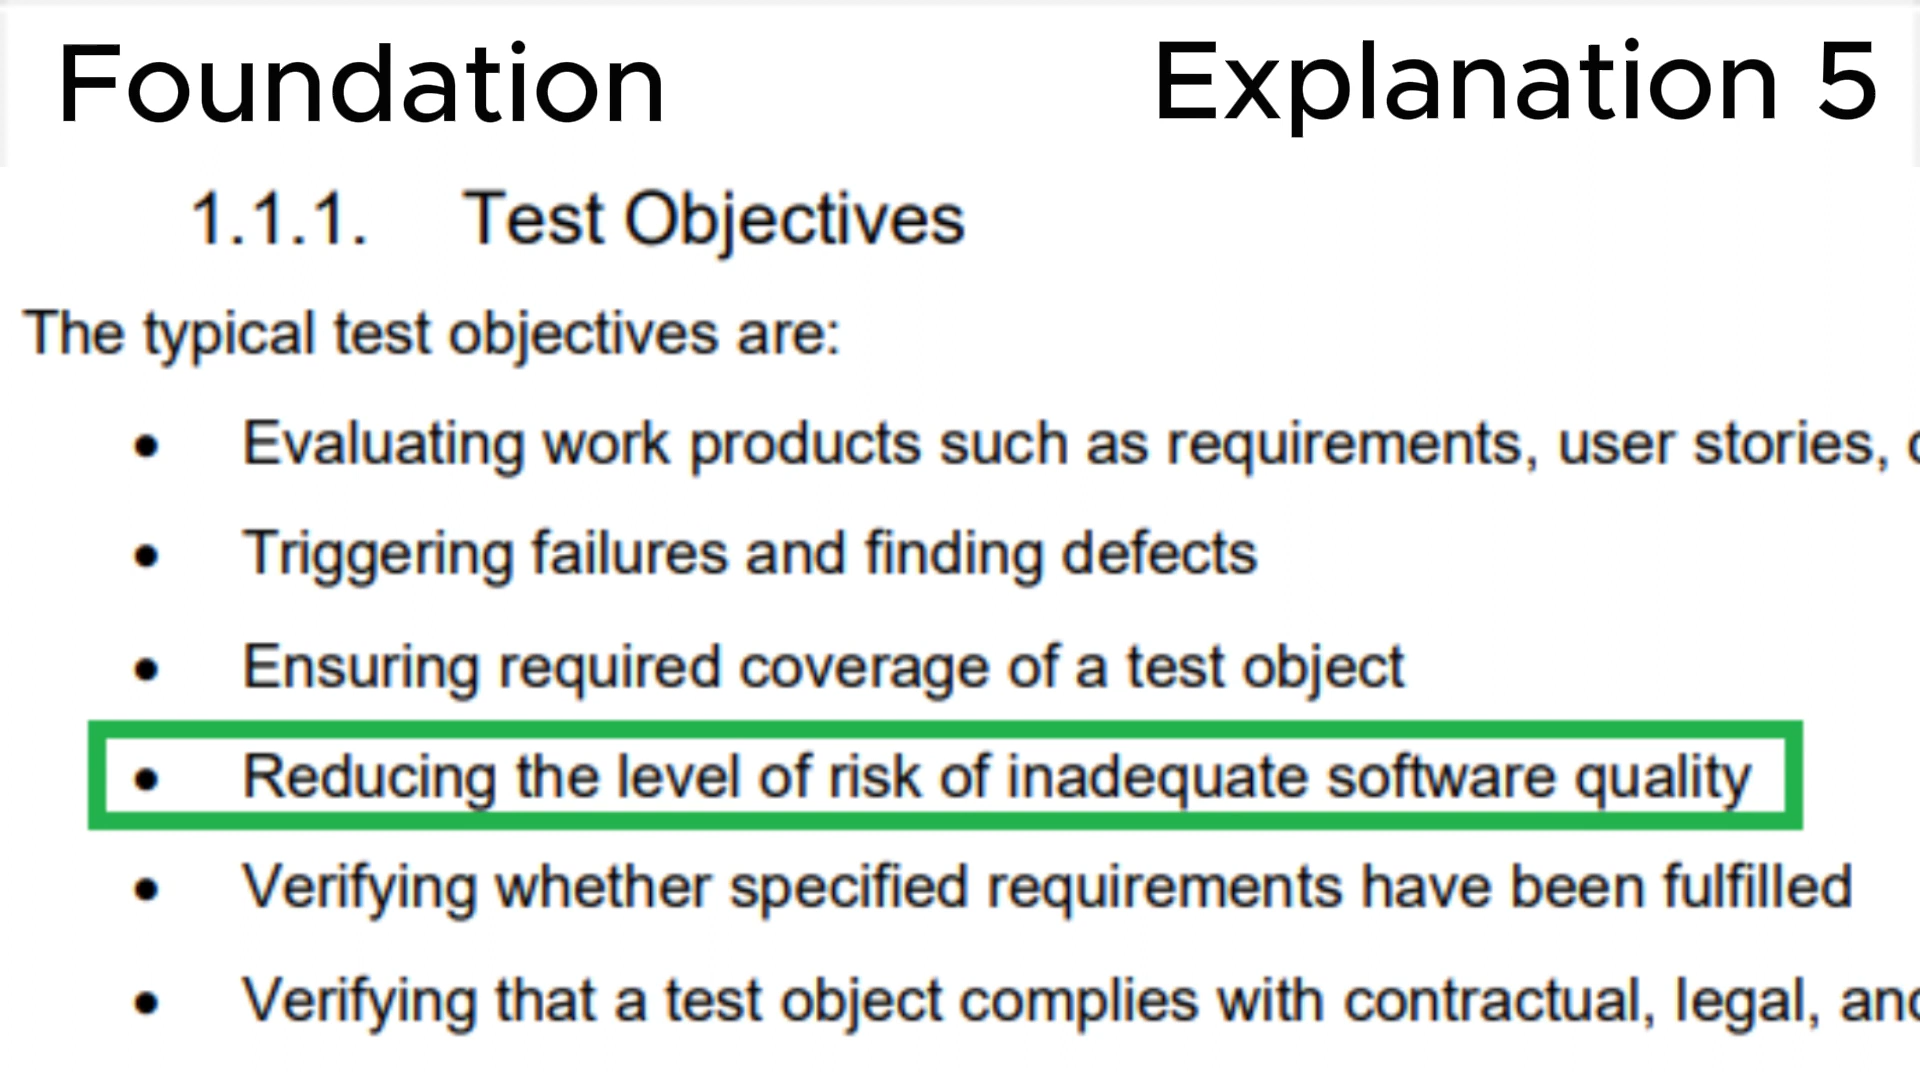 Foundation Explanation 5
1.1.1. Test Objectives
The typical test objectives are:
• Evaluating work products such as requirements, user stories,
• Triggering failures and finding defects
• Ensuring required coverage of a test object
• Reducing the level of risk of inadequate software quality
• Verifying whether specified requirements have been fulfilled
• Verifying that a test object complies with contractual, legal, and